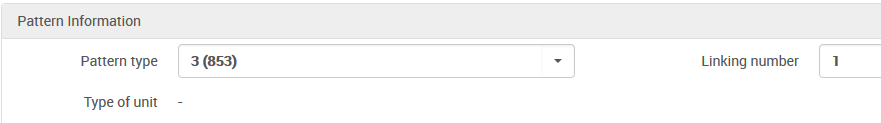 Pattern Information
Pattern type 3 (853) Linking number 1
Type of unit -